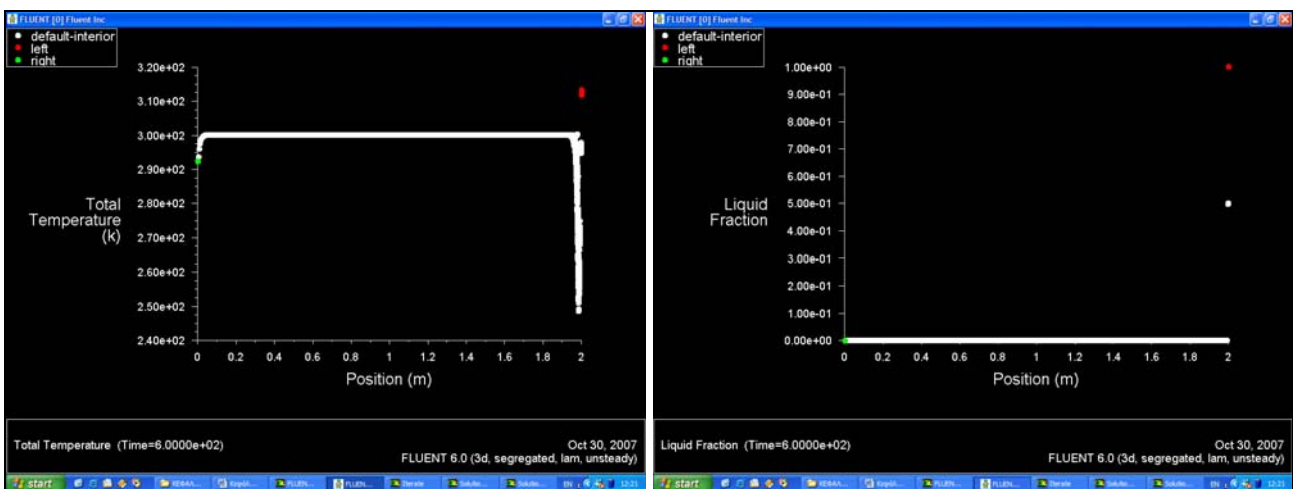 FLUENT [0] Fluent Inc
default-interior
left
right
3.20e+02
3.10e+02
3.00e+02
2.90e+02
2.80e+02
2.70e+02
2.60e+02
2.50e+02
2.40e+02
Total
Temperature
(k)
0 0.2 0.4 0.6 0.8 1 1.2 1.4 1.6 1.8 2
Position (m)
Total Temperature (Time=6.0000e+02)
Oct 30, 2007
FLUENT 6.0 (3d, segregated, lam, unsteady)
start
EN
12:21
FLUENT [0] Fluent Inc
default-interior
left
right
1.00e+00
9.00e-01
8.00e-01
7.00e-01
6.00e-01
5.00e-01
4.00e-01
3.00e-01
2.00e-01
1.00e-01
0.00e+00
Liquid
Fraction
0 0.2 0.4 0.6 0.8 1 1.2 1.4 1.6 1.8 2
Position (m)
Liquid Fraction (Time=6.0000e+02)
Oct 30, 2007
FLUENT 6.0 (3d, segregated, lam, unsteady)
start
EN
12:21